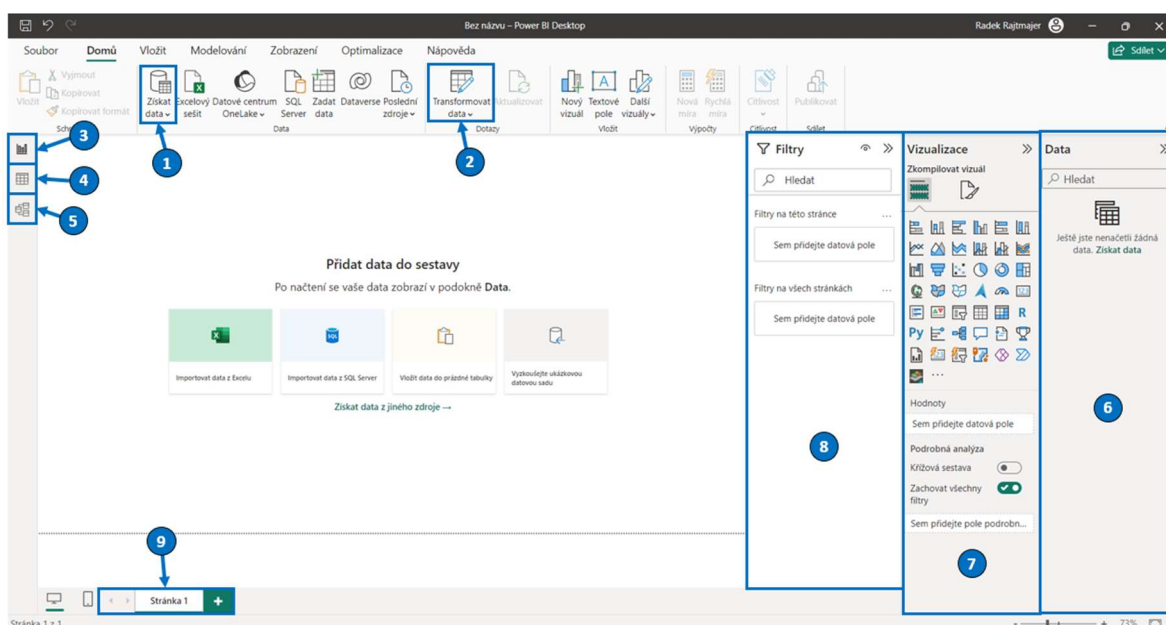 Bez názvu – Power BI Desktop
Radek Rajtmajer
Soubor Domů Vložit Modelování Zobrazení Optimalizace Nápověda
Sdílet
Vložit
Vyjmout
Kopírovat
Kopírovat formát
Získat data
Excelový sešit
Datové centrum OneLake
SQL Server
Zadat data
Dataverse
Poslední zdroje
Transformovat data
Aktualizovat
Nový vizuál
Textové pole
Další vizuály
Nová míra
Rychlá míra
Citlivost
Publikovat
Data
Dotazy
Vložit
Výpočty
Citlivost
Sdílet
1
2
3
4
5
Přidat data do sestavy
Po načtení se vaše data zobrazí v podokně Data.
SQL
Importovat data z Excelu
Importovat data z SQL Server
Vložit data do prázdné tabulky
Vyzkoušejte ukázkovou
datovou sadu
Získat data z jiného zdroje →
Filtry
Hledat
Filtry na této stránce
...
Sem přidejte datová pole
Filtry na všech stránkách
...
Sem přidejte datová pole
8
Vizualizace
Zkompilovat vizuál
R
Py
...
Hodnoty
Sem přidejte datová pole
Podrobná analýza
Křížová sestava
Zachovat všechny
filtry
Sem přidejte pole podrobn...
7
Data
Hledat
Ještě jste nenačetli žádná
data. Získat data
6
9
Stránka 1
+
Stránka 1 z 1
- + 73%